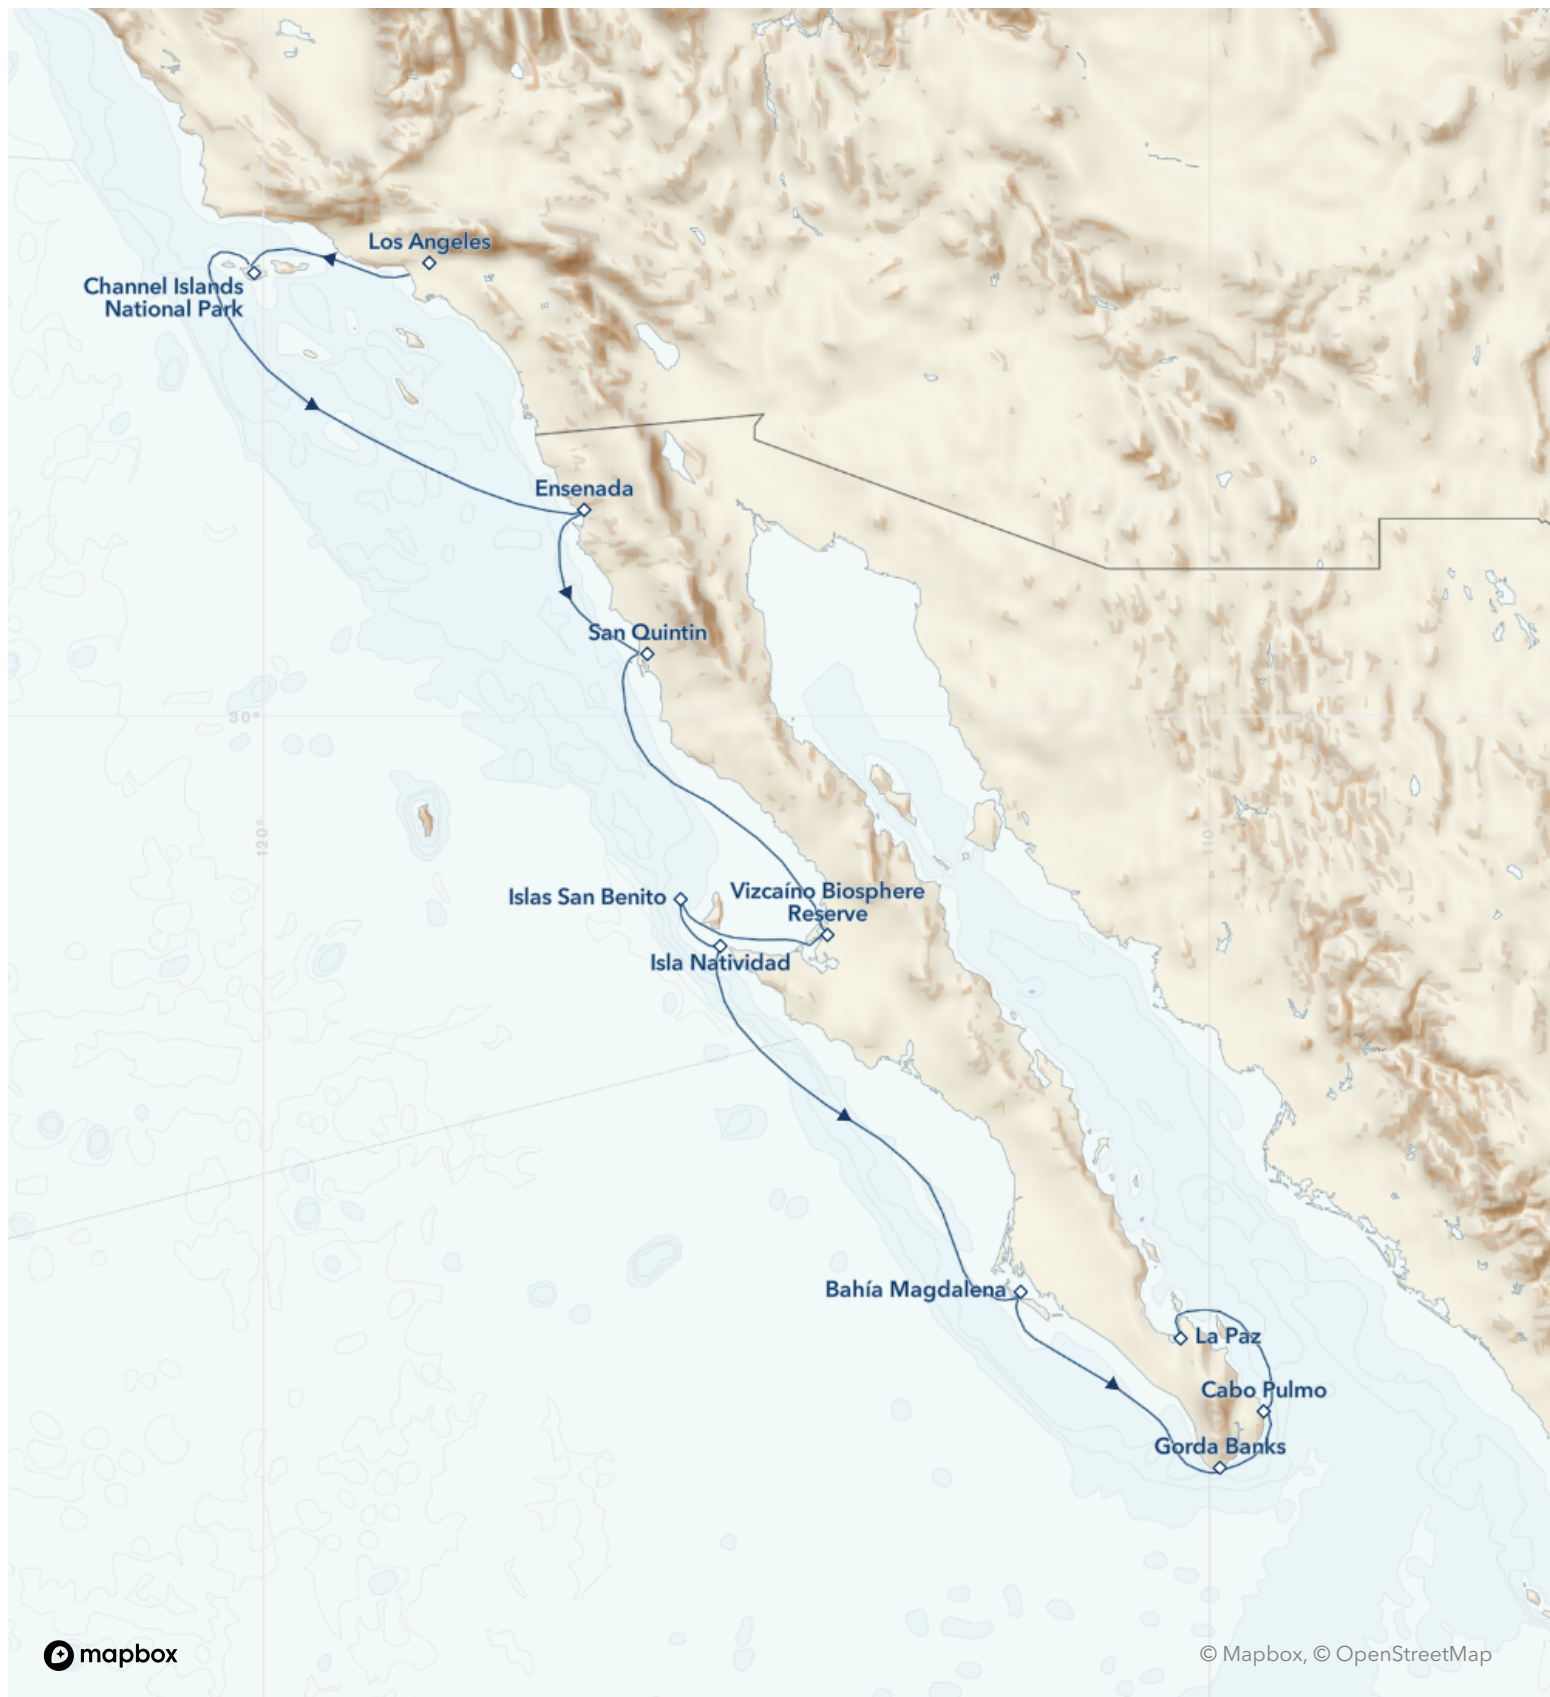 Los Angeles
Channel Islands
National Park
Ensenada
San Quintin
30°
120°
110°
Islas San Benito
Vizcaíno Biosphere
Reserve
Isla Natividad
Bahía Magdalena
La Paz
Cabo Pulmo
Gorda Banks
mapbox
© Mapbox, © OpenStreetMap